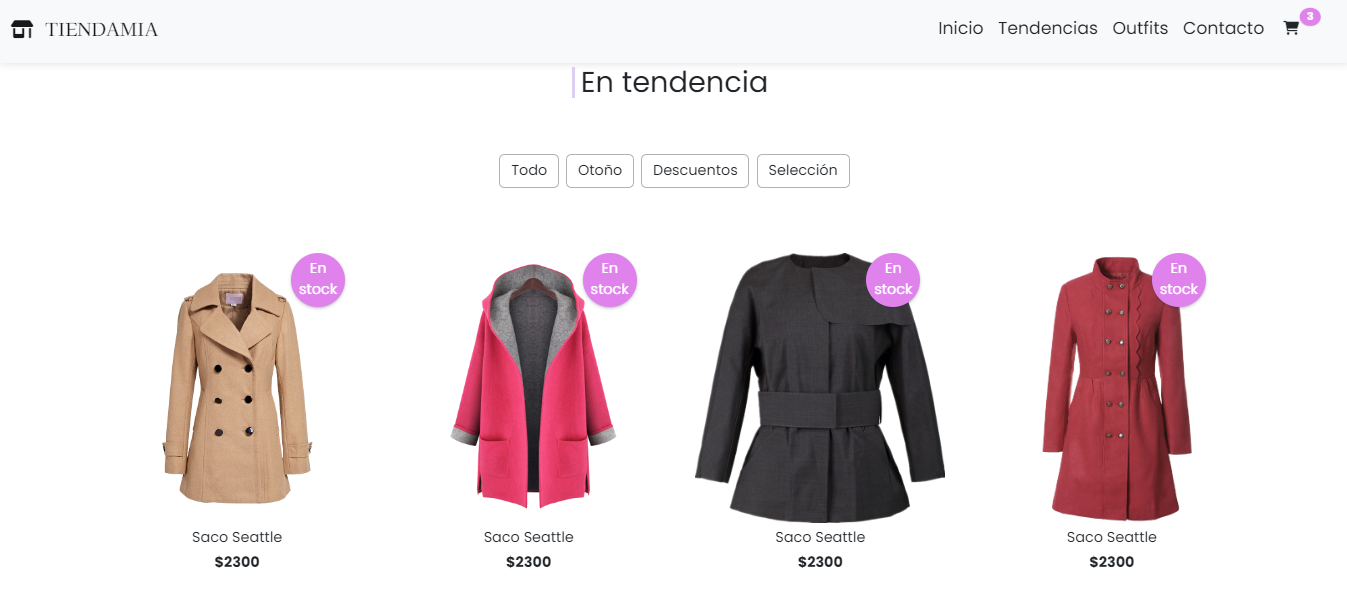 TIENDAMIA
Inicio Tendencias Outfits Contacto 3
En tendencia
Todo Otoño Descuentos Selección
En
stock
En
stock
En
stock
En
stock
Saco Seattle
$2300
Saco Seattle
$2300
Saco Seattle
$2300
Saco Seattle
$2300